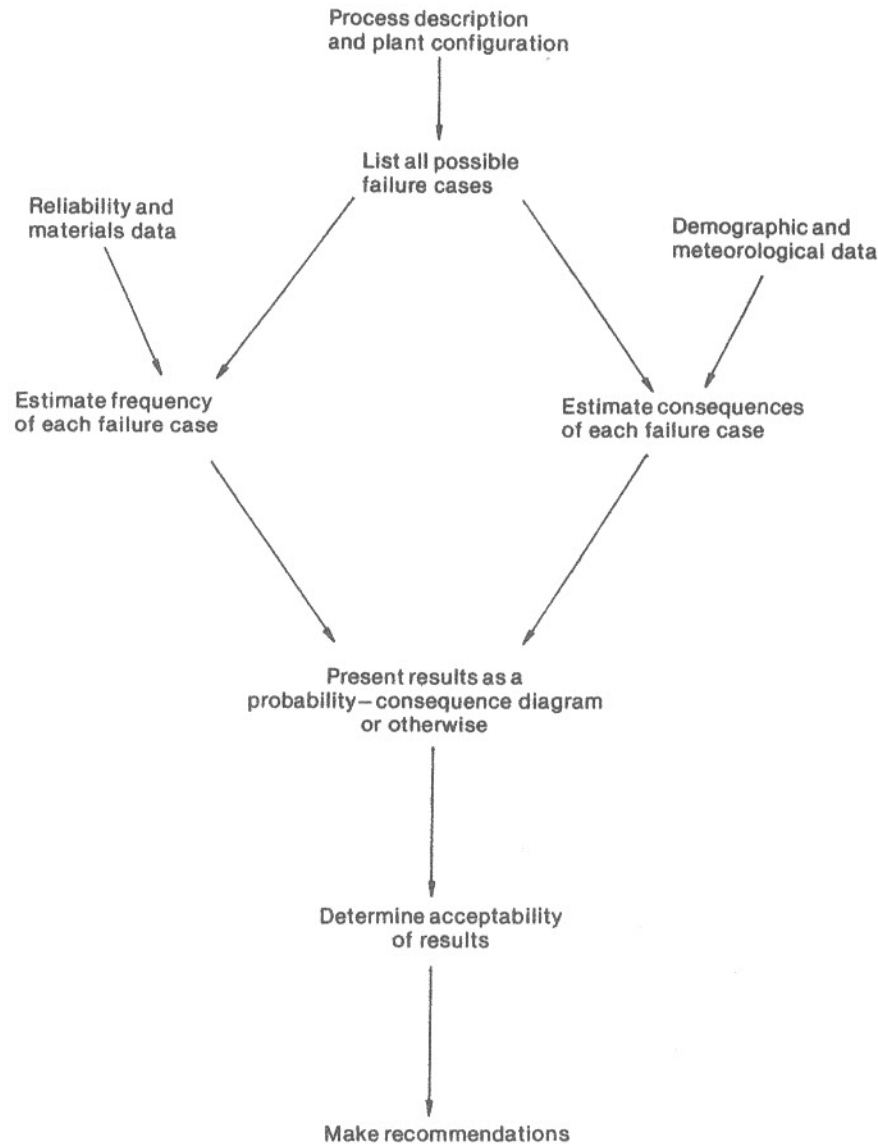 Process description
and plant configuration
List all possible
failure cases
Reliability and
materials data
Demographic and
meteorological data
Estimate frequency
of each failure case
Estimate consequences
of each failure case
Present results as a
probability—consequence diagram
or otherwise
Determine acceptability
of results
Make recommendations